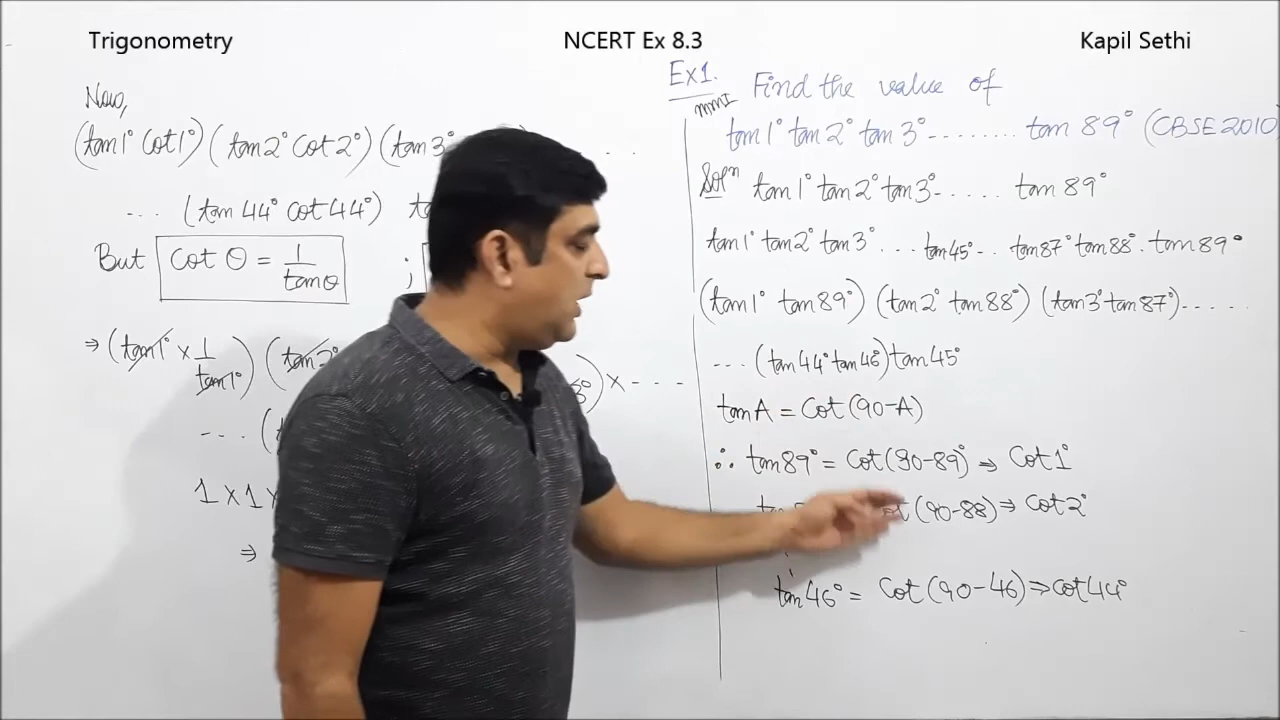 Trigonometry NCERT Ex 8.3 Kapil Sethi
Now,
(tan1° cot1°)(tan2° cot2°)(tan3° . . .
... (tan44° cot44°)
But cot θ = 1/tanθ ;
⇒ (tan1° × 1/tan1°)(tan2° ) × - - -
--- (
1 × 1 ×
⇒
Ex1. Find the value of
tan1° tan2° tan3° ........ tan 89° (CBSE 2010)
Solⁿ tan1° tan2° tan3° ..... tan 89°
tan1° tan2° tan3° ... tan45° .. tan87° tan88° . tan89°
(tan1° tan89°) (tan2° tan88°) (tan3° tan87°) .....
... (tan44° tan46°) tan45°
tanA = cot(90-A)
∴ tan89° = cot(90-89°) ⇒ cot1°
(90-88) ⇒ cot2°
tan46° = cot(90-46) ⇒ cot44°